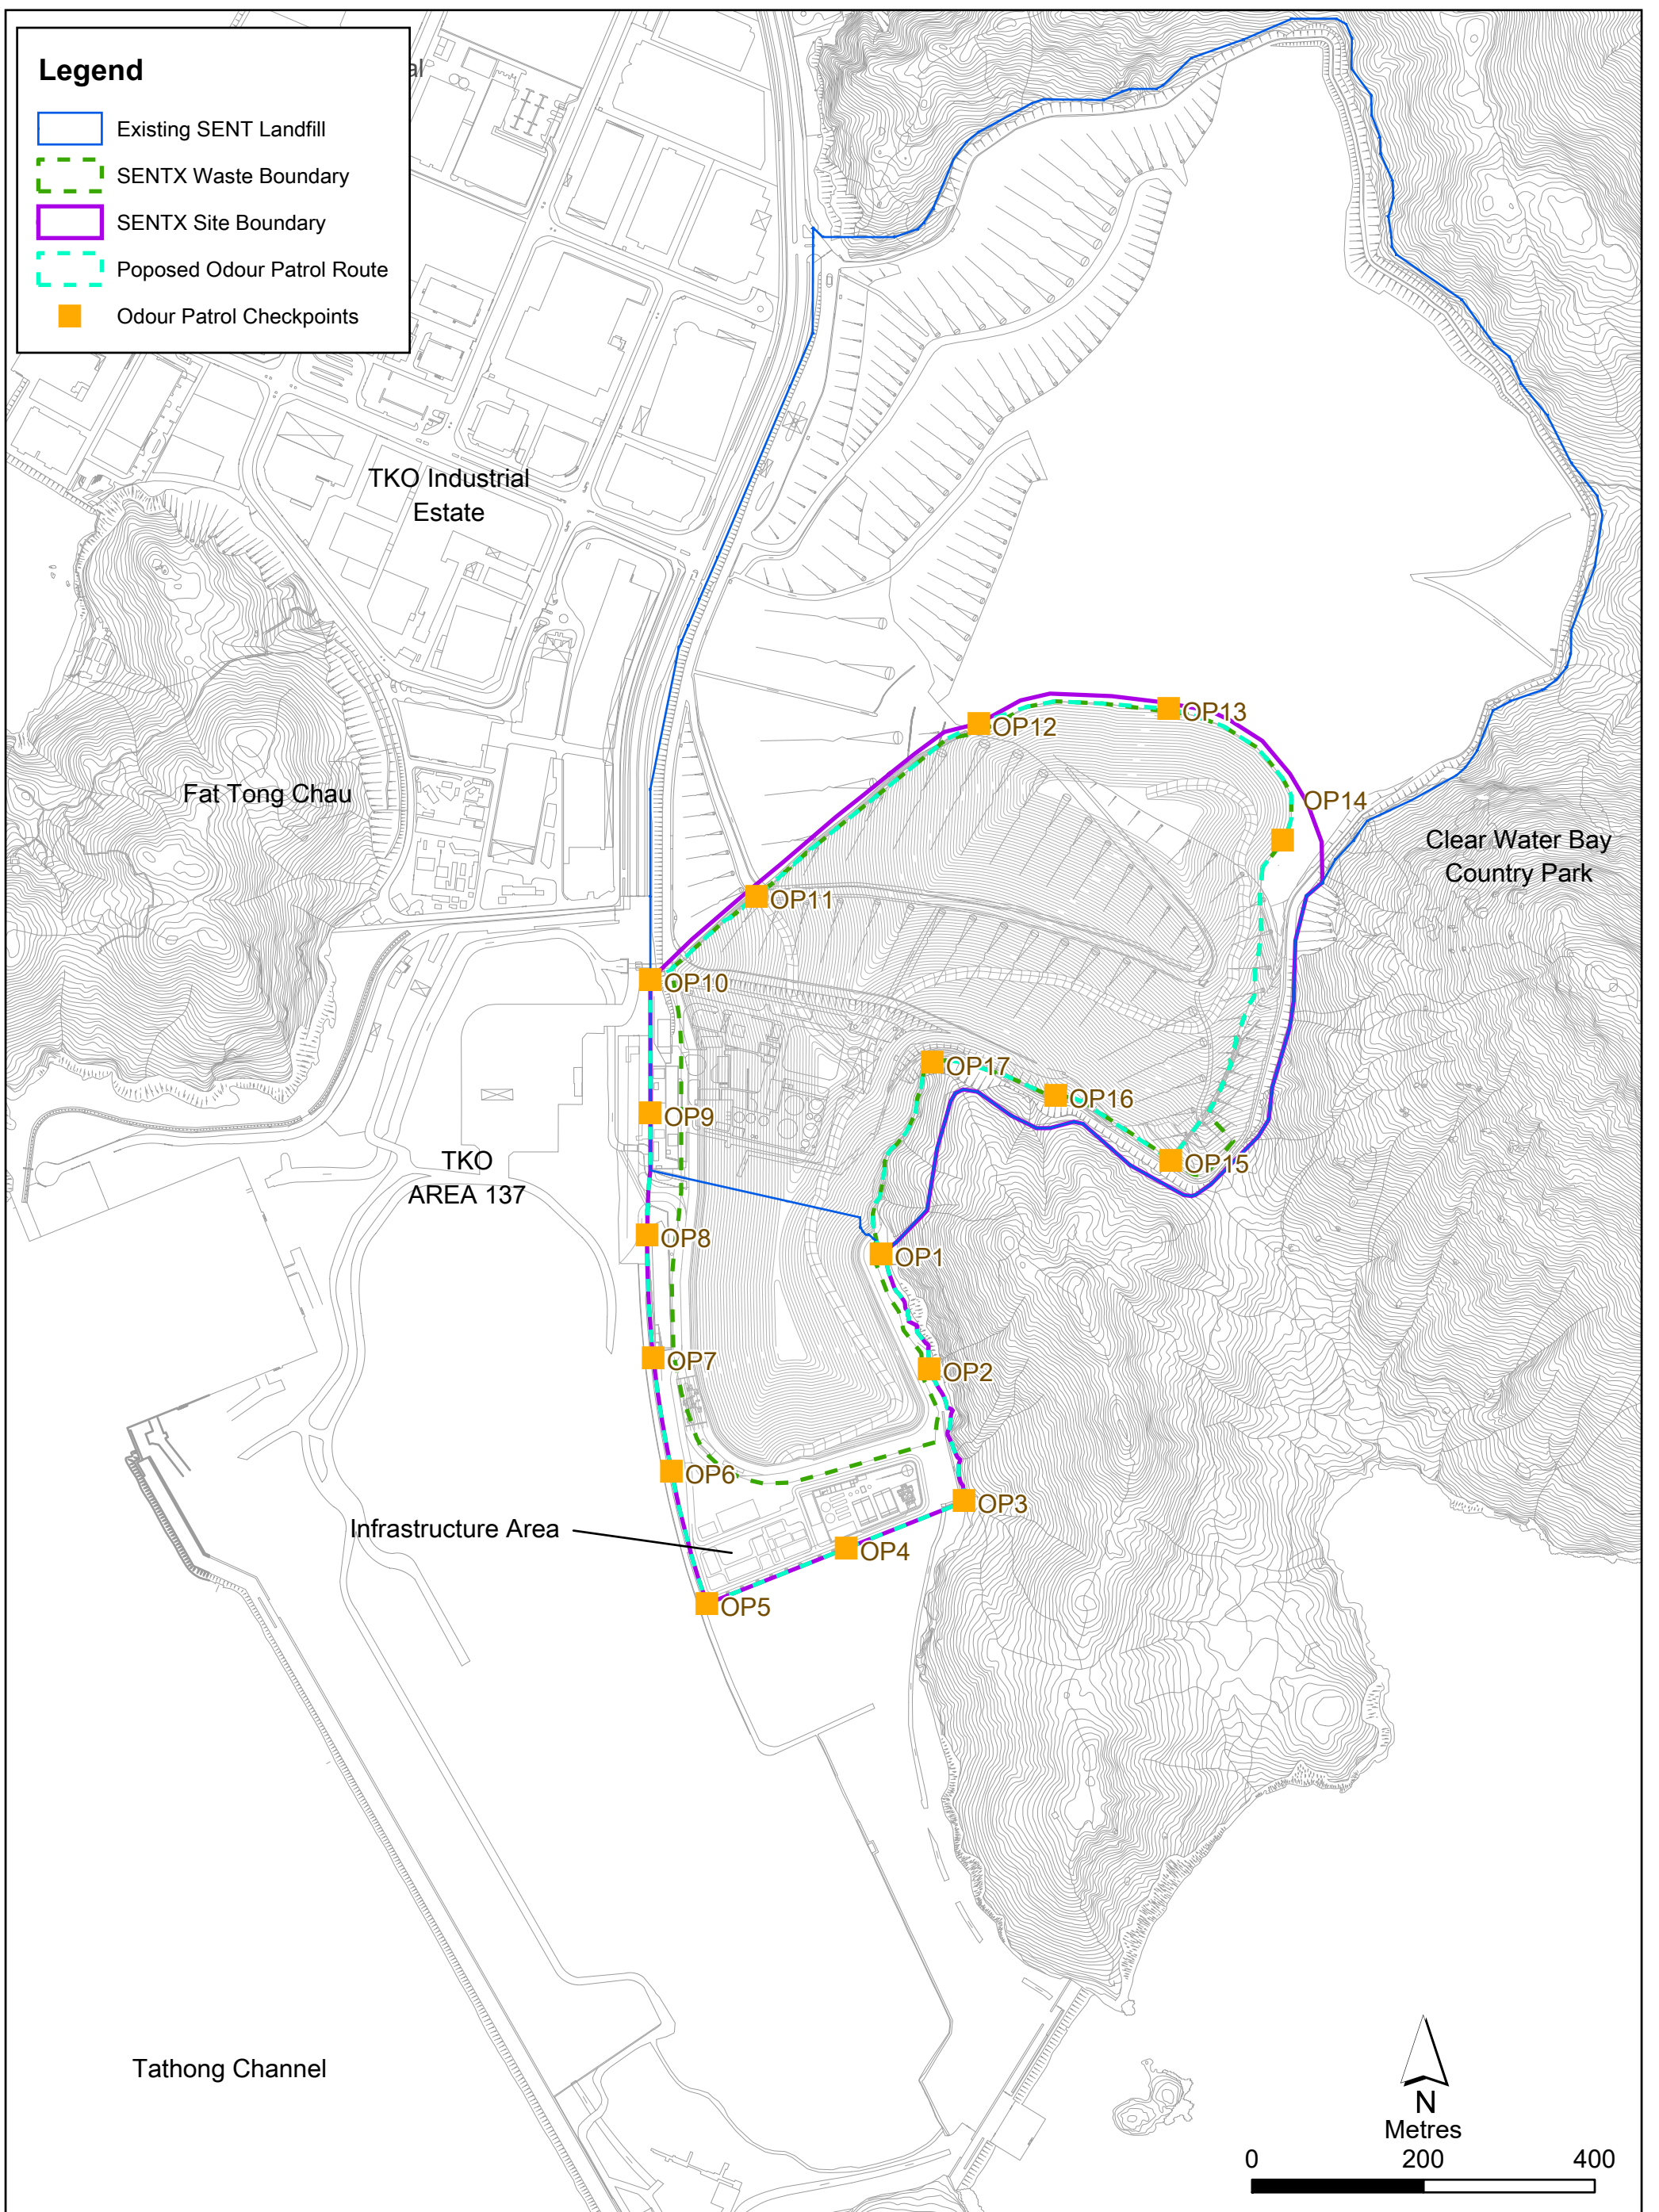 Legend
al
Existing SENT Landfill
SENTX Waste Boundary
SENTX Site Boundary
Poposed Odour Patrol Route
Odour Patrol Checkpoints
TKO Industrial
Estate
Fat Tong Chau
OP13
OP12
OP14
Clear Water Bay
Country Park
OP11
OP10
OP17
OP16
OP9
OP15
TKO
AREA 137
OP8
OP1
OP7
OP2
OP6
OP3
Infrastructure Area
OP4
OP5
Tathong Channel
N
Metres
0 200 400